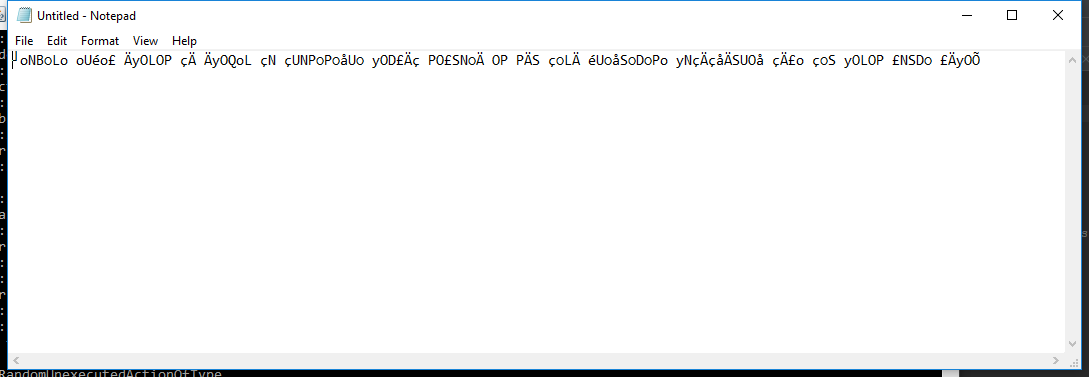 Untitled - Notepad
File Edit Format View Help
oNBoLo oUéo£ ÄyOLOP çÄ ÄyOQoL çN çUNPoPoåUo yOD£Äç PO£SNoÄ OP PÄS çoLÄ éUoåSoDoPo yNçÄçåÄSUOå çÄ£o çoS yOLOP £NSDo £ÄyOÕ
RandomUnexecutedActionOfType